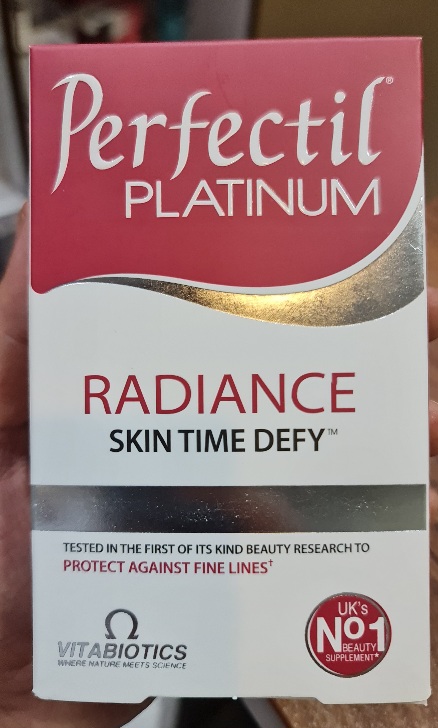 Perfectil®
PLATINUM
RADIANCE
SKIN TIME DEFY™
TESTED IN THE FIRST OF ITS KIND BEAUTY RESEARCH TO
PROTECT AGAINST FINE LINES†
VITABIOTICS
WHERE NATURE MEETS SCIENCE
UK's
No1
BEAUTY
SUPPLEMENT*